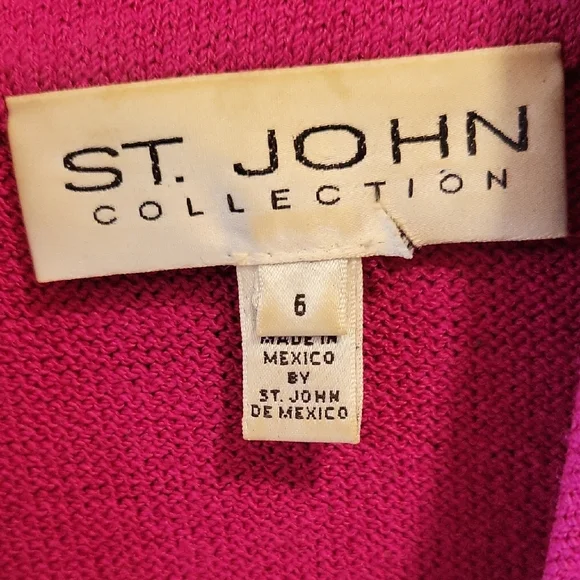 ST. JOHN
COLLECTION
6
MADE IN
MEXICO
BY
ST. JOHN
DE MEXICO